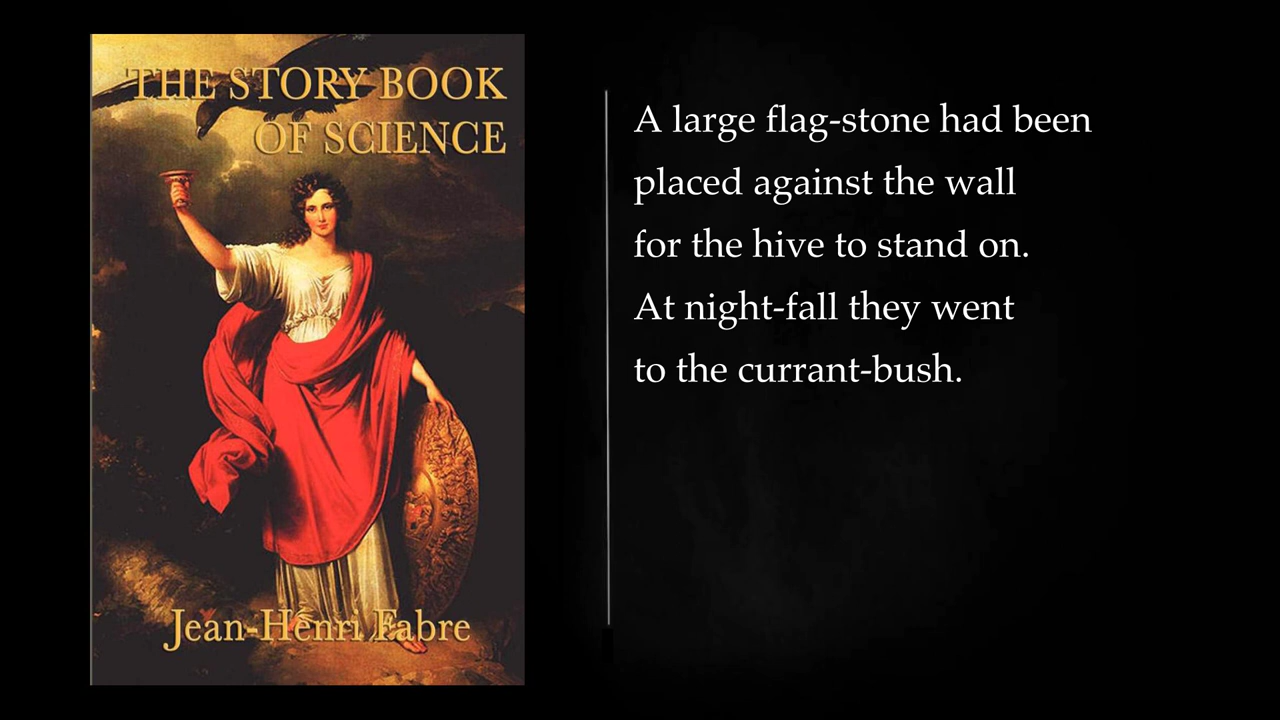 THE STORY BOOK
OF SCIENCE
Jean-Henri Fabre
A large flag-stone had been
placed against the wall
for the hive to stand on.
At night-fall they went
to the currant-bush.